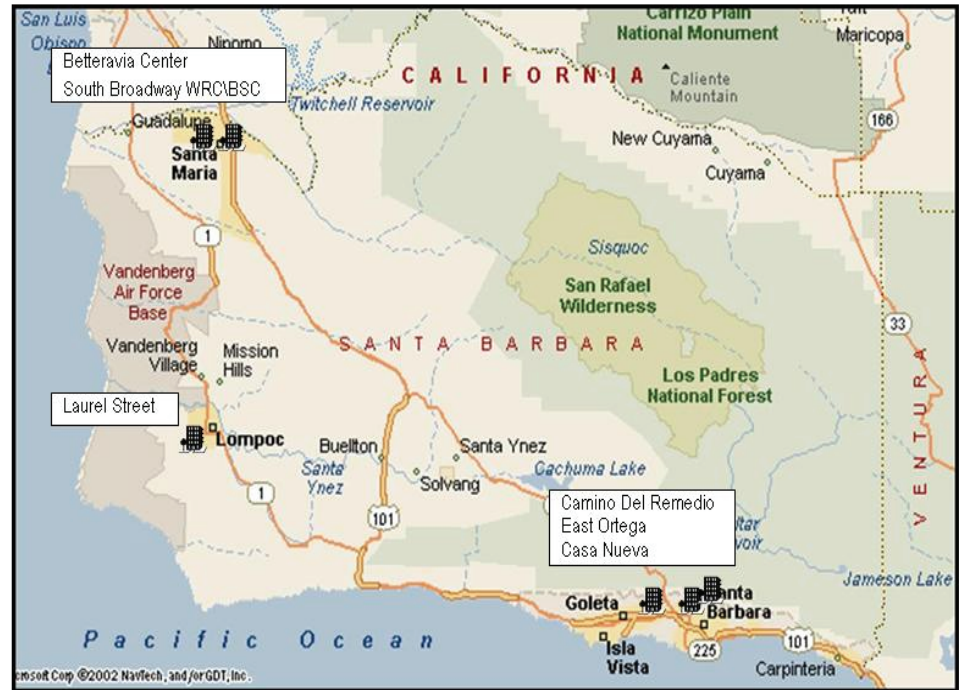 San Luis
Obispo
Nipomo
Betteravia Center
South Broadway WRC\BSC
Carrizo Plain
National Monument
Maricopa
CALIFORNIA
Caliente
Mountain
Twitchell Reservoir
166
Guadalupe
Santa
Maria
New Cuyama
Cuyama
1
Sisquoc
San Rafael
Wilderness
Vandenberg
Air Force
Base
33
SANTA BARBARA
Vandenberg
Village
Mission
Hills
Los Padres
National Forest
VENTURA
Laurel Street
Lompoc
Buellton
Santa Ynez
Santa
Ynez
Solvang
Cachuma Lake
1
101
Camino Del Remedio
East Ortega
Casa Nueva
Jameson Lake
Goleta
Barbara
Pacific Ocean
Isla
Vista
225
101
Carpinteria
©2002 NavTech, and/or GDT, Inc.